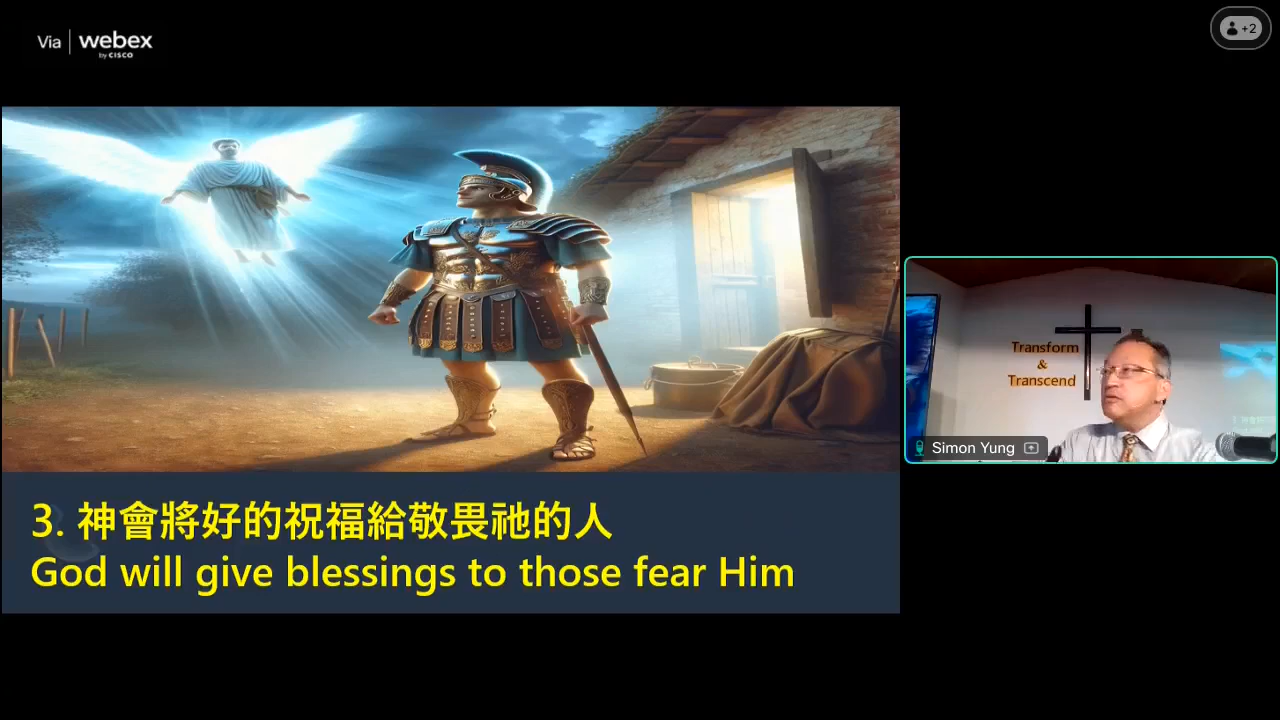 Via webex
by CISCO
+2
3. 神會將好的祝福給敬畏祂的人
God will give blessings to those fear Him
Transform
&
Transcend
Simon Yung